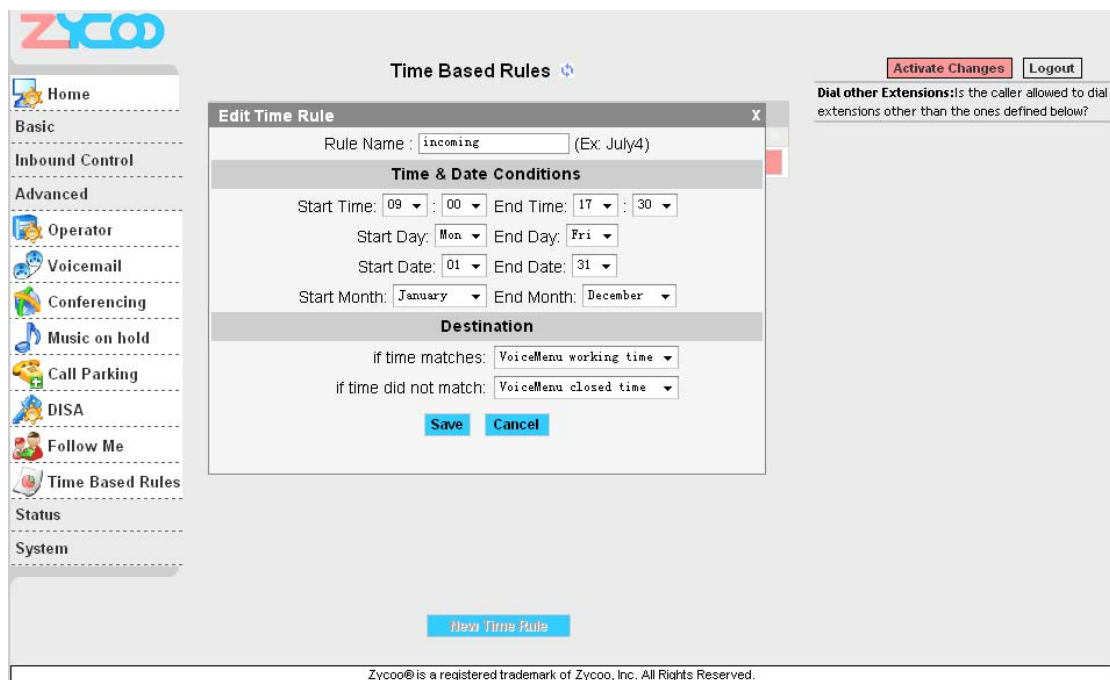 ZYCOO
Time Based Rules
Activate Changes Logout
Dial other Extensions:Is the caller allowed to dial
extensions other than the ones defined below?
Home
Basic
Inbound Control
Advanced
Operator
Voicemail
Conferencing
Music on hold
Call Parking
DISA
Follow Me
Time Based Rules
Status
System
Edit Time Rule X
Rule Name : incoming (Ex: July4)
Time & Date Conditions
Start Time: 09 : 00 End Time: 17 : 30
Start Day: Mon End Day: Fri
Start Date: 01 End Date: 31
Start Month: January End Month: December
Destination
if time matches: VoiceMenu working time
if time did not match: VoiceMenu closed time
Save Cancel
New Time Rule
Zycoo® is a registered trademark of Zycoo, Inc. All Rights Reserved.